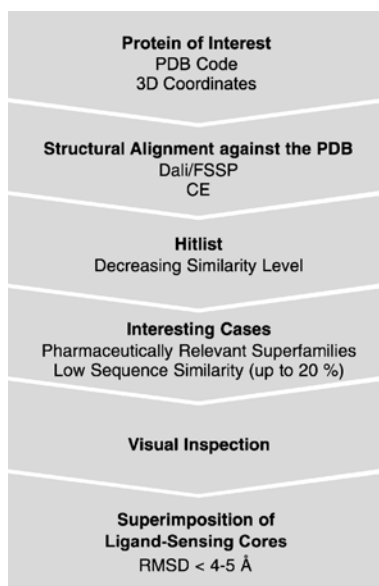 Protein of Interest
PDB Code
3D Coordinates
Structural Alignment against the PDB
Dali/FSSP
CE
Hitlist
Decreasing Similarity Level
Interesting Cases
Pharmaceutically Relevant Superfamilies
Low Sequence Similarity (up to 20 %)
Visual Inspection
Superimposition of
Ligand-Sensing Cores
RMSD < 4-5 Å